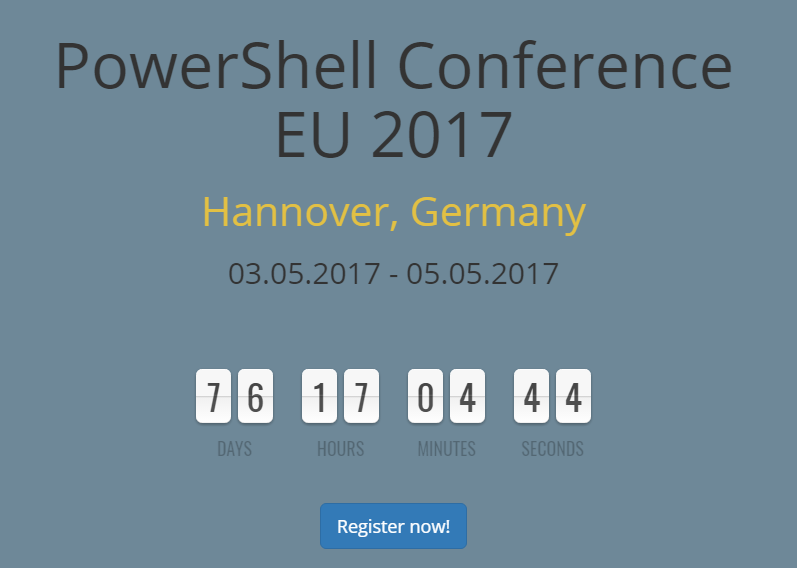 PowerShell Conference
EU 2017
Hannover, Germany
03.05.2017 - 05.05.2017
76 17 04 44
DAYS HOURS MINUTES SECONDS
Register now!